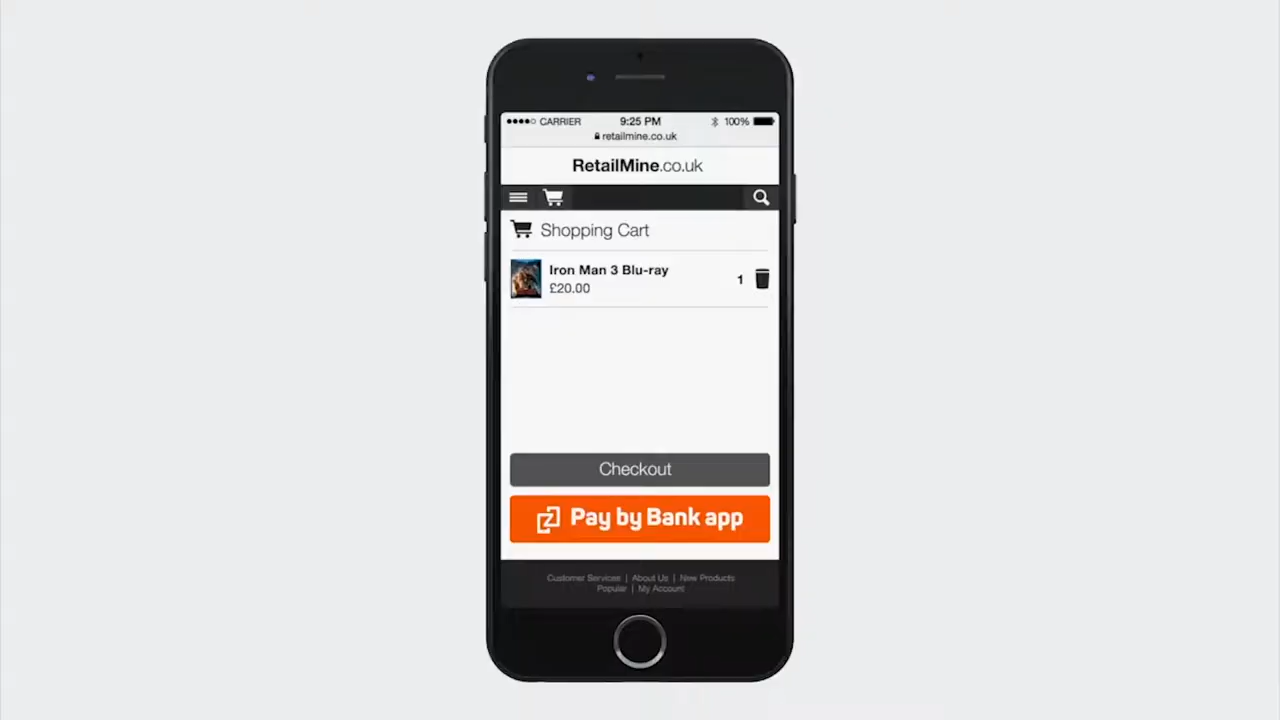 CARRIER 9:25 PM 100%
retailmine.co.uk
RetailMine.co.uk
Shopping Cart
Iron Man 3 Blu-ray
£20.00
1
Checkout
Pay by Bank app
Customer Services | About Us | New Products
Popular | My Account